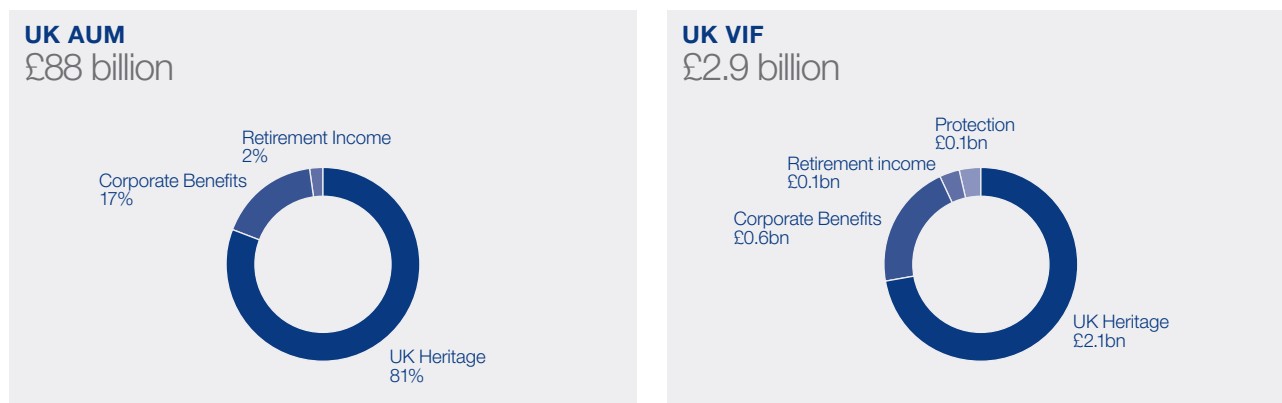 UK AUM
£88 billion
Retirement Income
2%
Corporate Benefits
17%
UK Heritage
81%
UK VIF
£2.9 billion
Protection
£0.1bn
Retirement income
£0.1bn
Corporate Benefits
£0.6bn
UK Heritage
£2.1bn